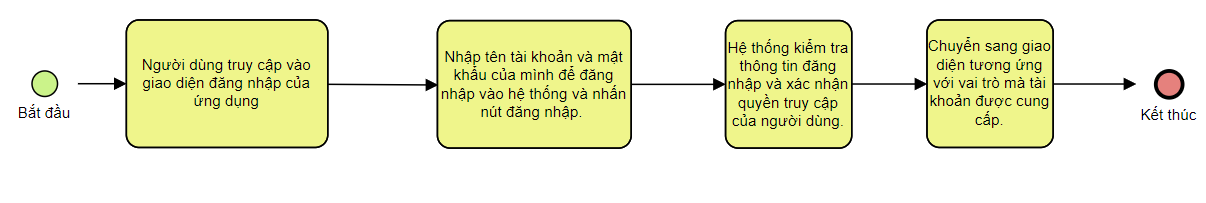 Bắt đầu
Người dùng truy cập vào
giao diện đăng nhập của
ứng dụng
Nhập tên tài khoản và mật
khẩu của mình để đăng
nhập vào hệ thống và nhấn
nút đăng nhập.
Hệ thống kiểm tra
thông tin đăng
nhập và xác nhận
quyền truy cập
của người dùng.
Chuyển sang giao
diện tương ứng
với vai trò mà tài
khoản được cung
cấp.
Kết thúc